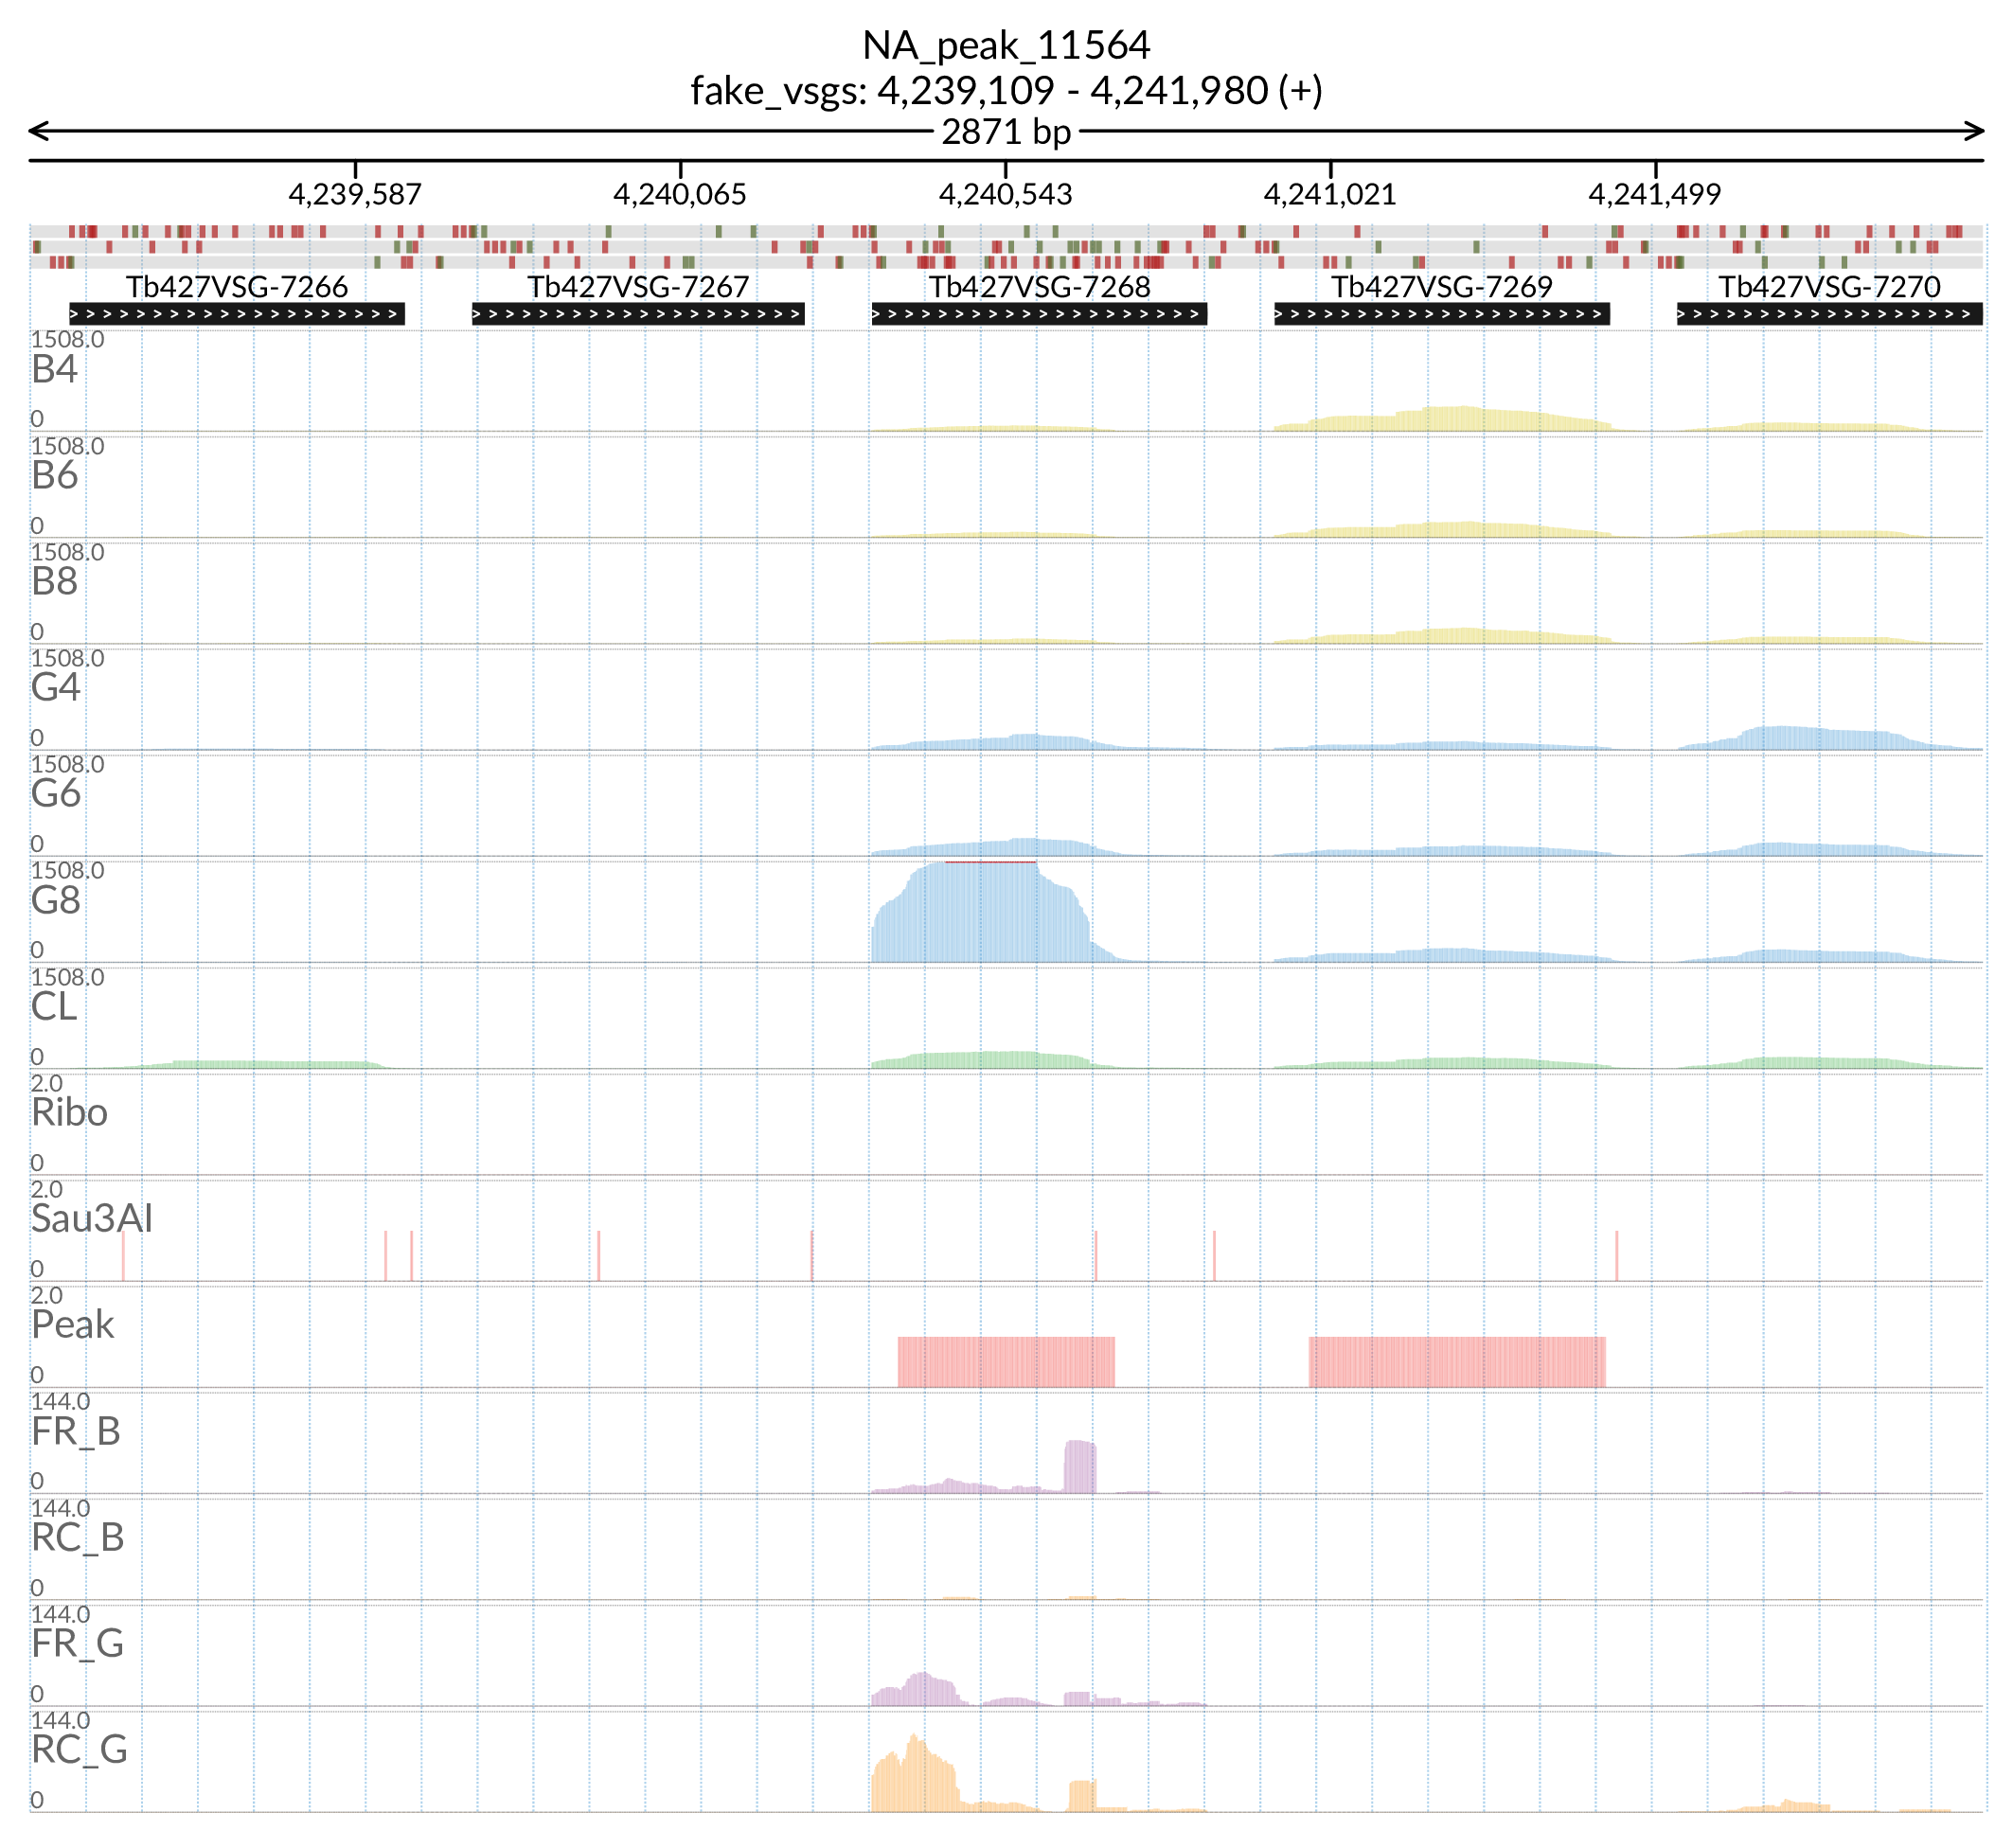 NA_peak_11564
fake_vsgs: 4,239,109 - 4,241,980 (+)
2871 bp
4,239,587 4,240,065 4,240,543 4,241,021 4,241,499
Tb427VSG-7266 Tb427VSG-7267 Tb427VSG-7268 Tb427VSG-7269 Tb427VSG-7270
1508.0
B4
0
1508.0
B6
0
1508.0
B8
0
1508.0
G4
0
1508.0
G6
0
1508.0
G8
0
1508.0
CL
0
2.0
Ribo
0
2.0
Sau3AI
0
2.0
Peak
0
144.0
FR_B
0
144.0
RC_B
0
144.0
FR_G
0
144.0
RC_G
0